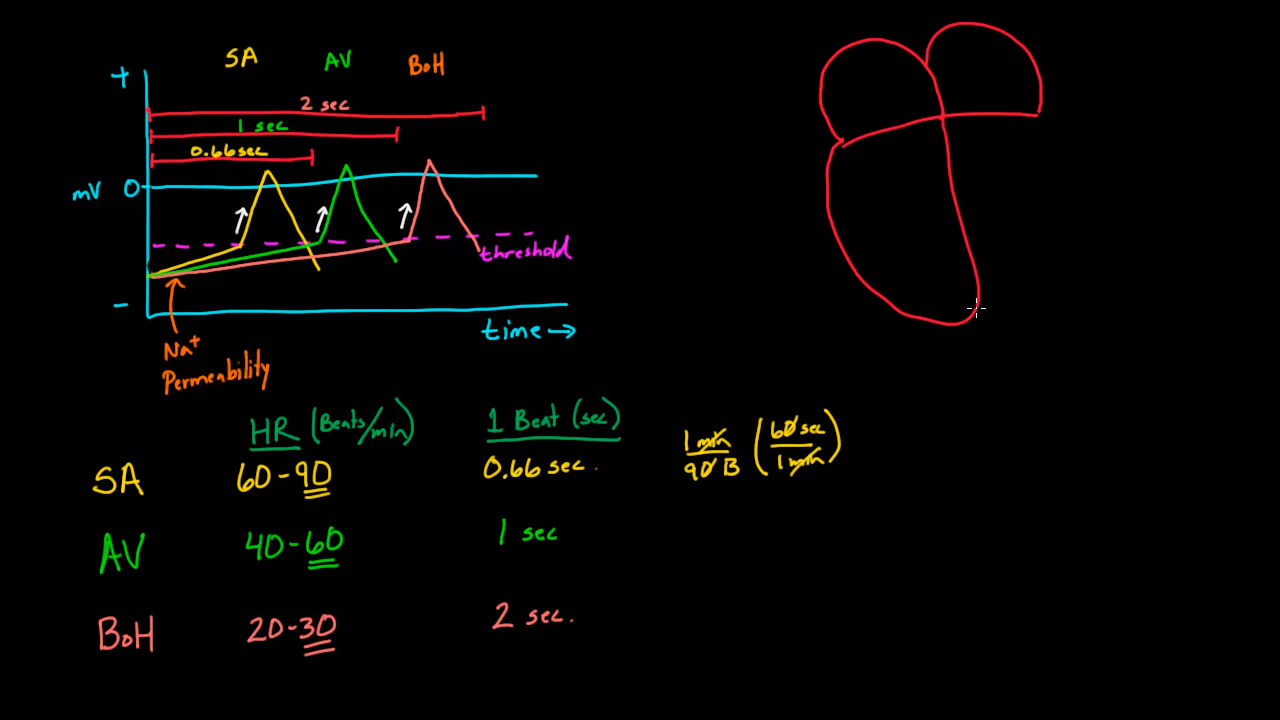 SA AV BoH
+
2 sec
1 sec
0.66 sec
mV 0
threshold
-
time →
Na+
Permeability
HR (Beats/min) 1 Beat (sec)
SA 60-90 0.66 sec.
1 min / 90 B (60 sec / 1 min)
AV 40-60 1 sec
BoH 20-30 2 sec.